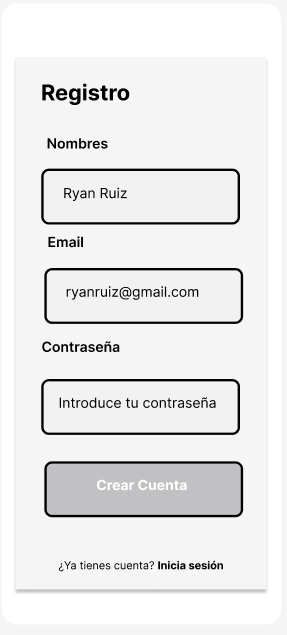 Registro
Nombres
Ryan Ruiz
Email
ryanruiz@gmail.com
Contraseña
Introduce tu contraseña
Crear Cuenta
¿Ya tienes cuenta? Inicia sesión